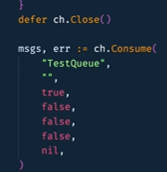 }
defer ch.Close()
msgs, err := ch.Consume(
"TestQueue",
"",
true,
false,
false,
false,
nil,
)